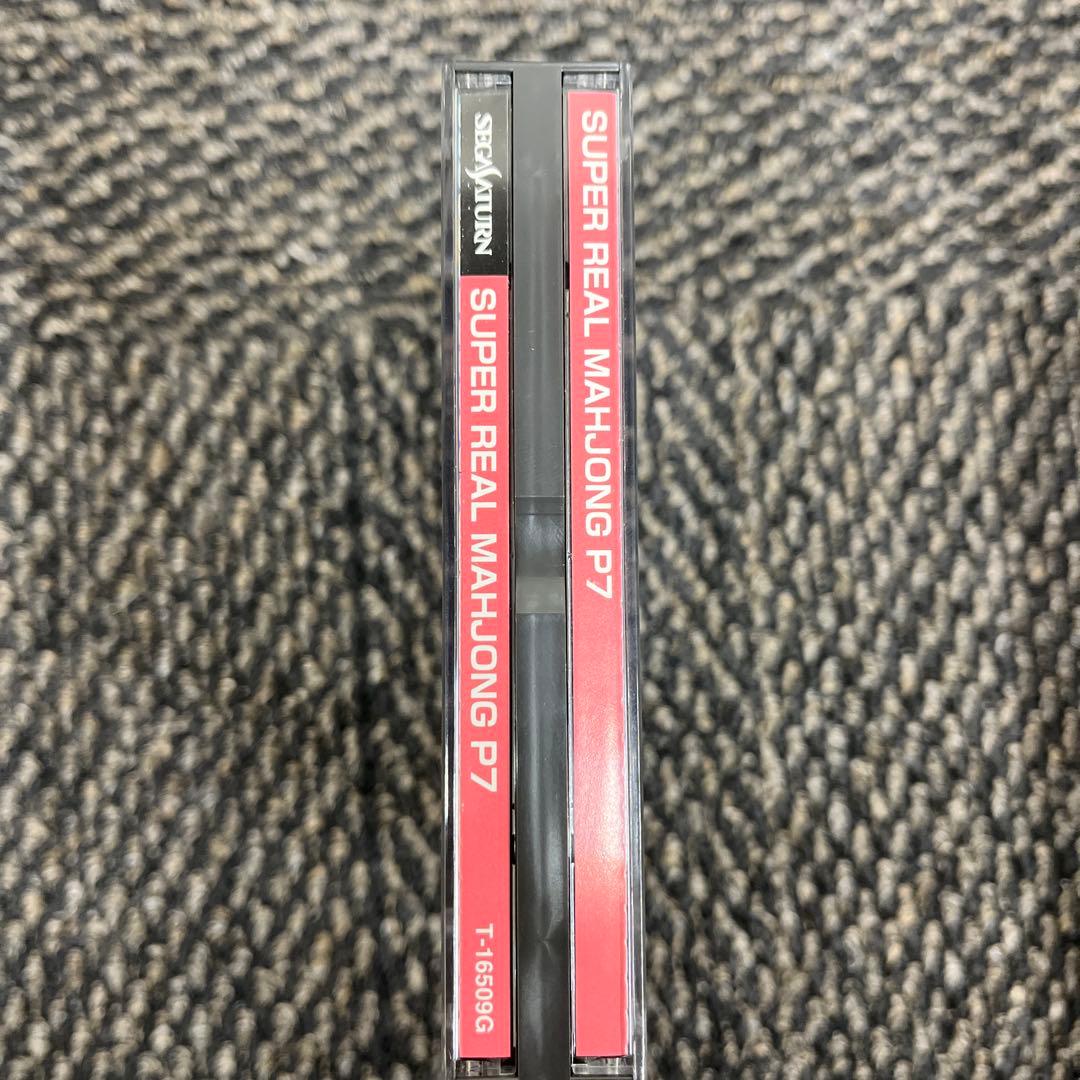 SEGA SATURN
SUPER REAL MAHJONG P7
T-16509G
SUPER REAL MAHJONG P7